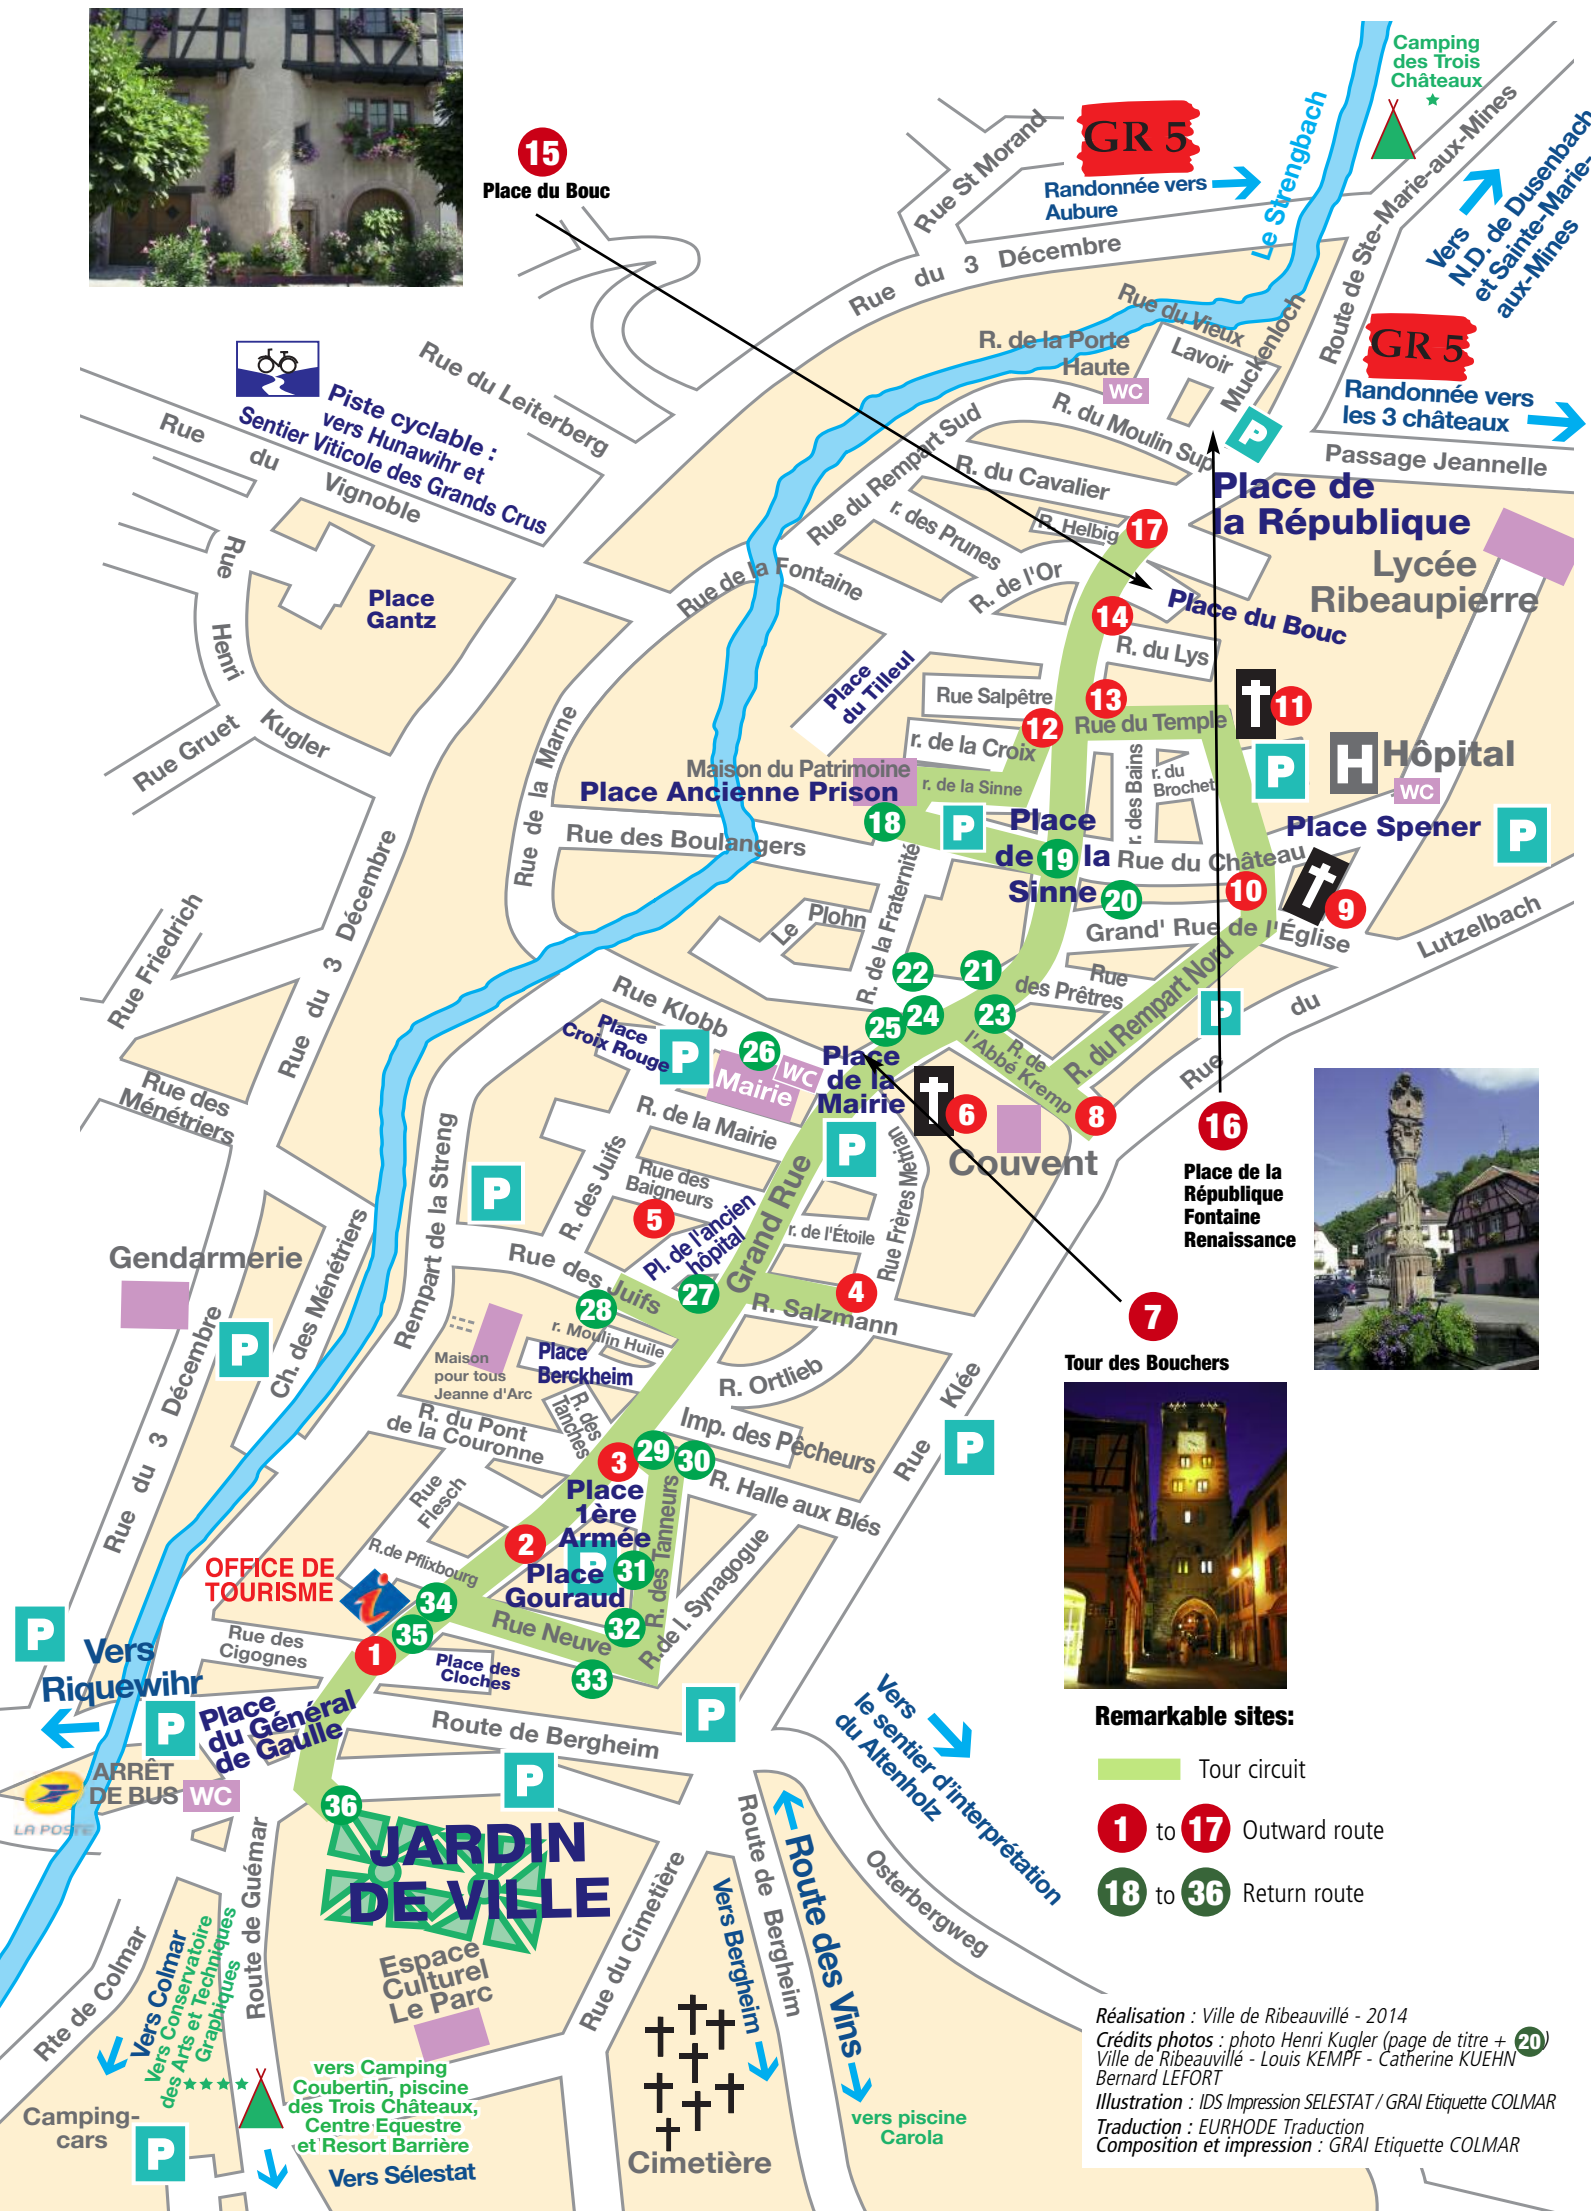 15
Place du Bouc
Camping
des Trois
Châteaux
GR 5
Randonnée vers
Aubure
Le Strengbach
Rue St Morand
Rue du 3 Décembre
Route de Ste-Marie-aux-Mines
Vers
N.D. de Dusenbach
et Sainte-Marie-
aux-Mines
Rue du Vieux
Lavoir
Muckenloch
R. de la Porte
Haute
WC
P
GR 5
Randonnée vers
les 3 châteaux
Passage Jeannelle
Piste cyclable :
vers Hunawihr et
Sentier Viticole des Grands Crus
Rue du Leiterberg
Rue du Vignoble
Rue Henri Kugler
Rue Gruet
Place
Gantz
R. du Moulin Sup
R. du Cavalier
Rue du Rempart Sud
r. des Prunes
R. Helbig
17
R. de l'Or
Place de
la République
Lycée
Ribeaupierre
Rue de la Fontaine
14
Place du Bouc
R. du Lys
Place
du Tilleul
Rue Salpêtre
13
12
Rue du Temple
11
r. de la Croix
Maison du Patrimoine
Place Ancienne Prison
r. de la Sinne
r. des Bains
r. du
Brochet
P
H Hôpital
WC
Place Spener
P
18
P
Place
de 19 la
Sinne
20
Rue du Château
10
9
Grand' Rue de l'Église
Lutzelbach
Rue de la Marne
Rue des Boulangers
Le Plohn
R. de la Fraternité
Rue Friedrich
Rue du 3 Décembre
22
21
Rue
des Prêtres
R. du Rempart Nord
P
Rue du
Rue Klobb
Place
Croix Rouge
P
26
WC
Mairie
25
24
23
R. de
l'Abbé Kremp
Place
de la
Mairie
6
8
Couvent
P
16
Place de la
République
Fontaine
Renaissance
Rue des
Ménétriers
R. de la Mairie
Rempart de la Streng
P
R. des Juifs
Rue des
Baigneurs
5
Pl. de l'ancien
hôpital
Grand Rue
r. de l'Étoile
Rue Frères Metrian
Gendarmerie
Ch. des Ménétriers
P
Rue des Juifs
27
28
4
R. Salzmann
7
Tour des Bouchers
r. Moulin Huile
Maison
pour tous
Jeanne d'Arc
Place
Berckheim
R. Ortlieb
Rue Klée
P
R. du Pont
de la Couronne
R. des
Tanches
Imp. des Pêcheurs
3
29
30
R. Halle aux Blés
Rue du 3 Décembre
Rue
Flesch
Place
1ère
Armée
2
P
31
Place
Gouraud
R. des Tanneurs
R.de Pflixbourg
R.de l. Synagogue
OFFICE DE
TOURISME
i
34
35
1
32
33
Rue Neuve
P
Vers
Riquewihr
Rue des
Cigognes
Place des
Cloches
P
Place
du Général
de Gaulle
Route de Bergheim
P
P
ARRÊT
DE BUS
WC
LA POSTE
36
JARDIN
DE VILLE
Vers
le sentier d'interprétation
du Altenholz
Remarkable sites:
Tour circuit
1 to 17 Outward route
18 to 36 Return route
Route de Guémar
Rue du Cimetière
Route de Bergheim
Vers Bergheim
Route des Vins
Osterbergweg
Rte de Colmar
Vers Colmar
Vers Conservatoire
des Arts et Techniques
Graphiques
Espace
Culturel
Le Parc
Camping-
cars
P
vers Camping
Coubertin, piscine
des Trois Châteaux,
Centre Equestre
et Resort Barrière
Vers Sélestat
Cimetière
vers piscine
Carola
Réalisation : Ville de Ribeauvillé - 2014
Crédits photos : photo Henri Kugler (page de titre + 20)
Ville de Ribeauvillé - Louis KEMPF - Catherine KUEHN
Bernard LEFORT
Illustration : IDS Impression SELESTAT / GRAI Etiquette COLMAR
Traduction : EURHODE Traduction
Composition et impression : GRAI Etiquette COLMAR